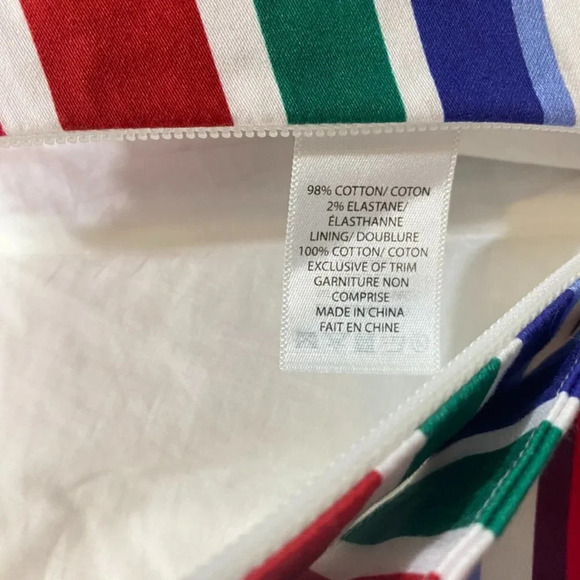 98% COTTON/ COTON
2% ELASTANE/
ÉLASTHANNE
LINING/ DOUBLURE
100% COTTON/ COTON
EXCLUSIVE OF TRIM
GARNITURE NON
COMPRISE
MADE IN CHINA
FAIT EN CHINE